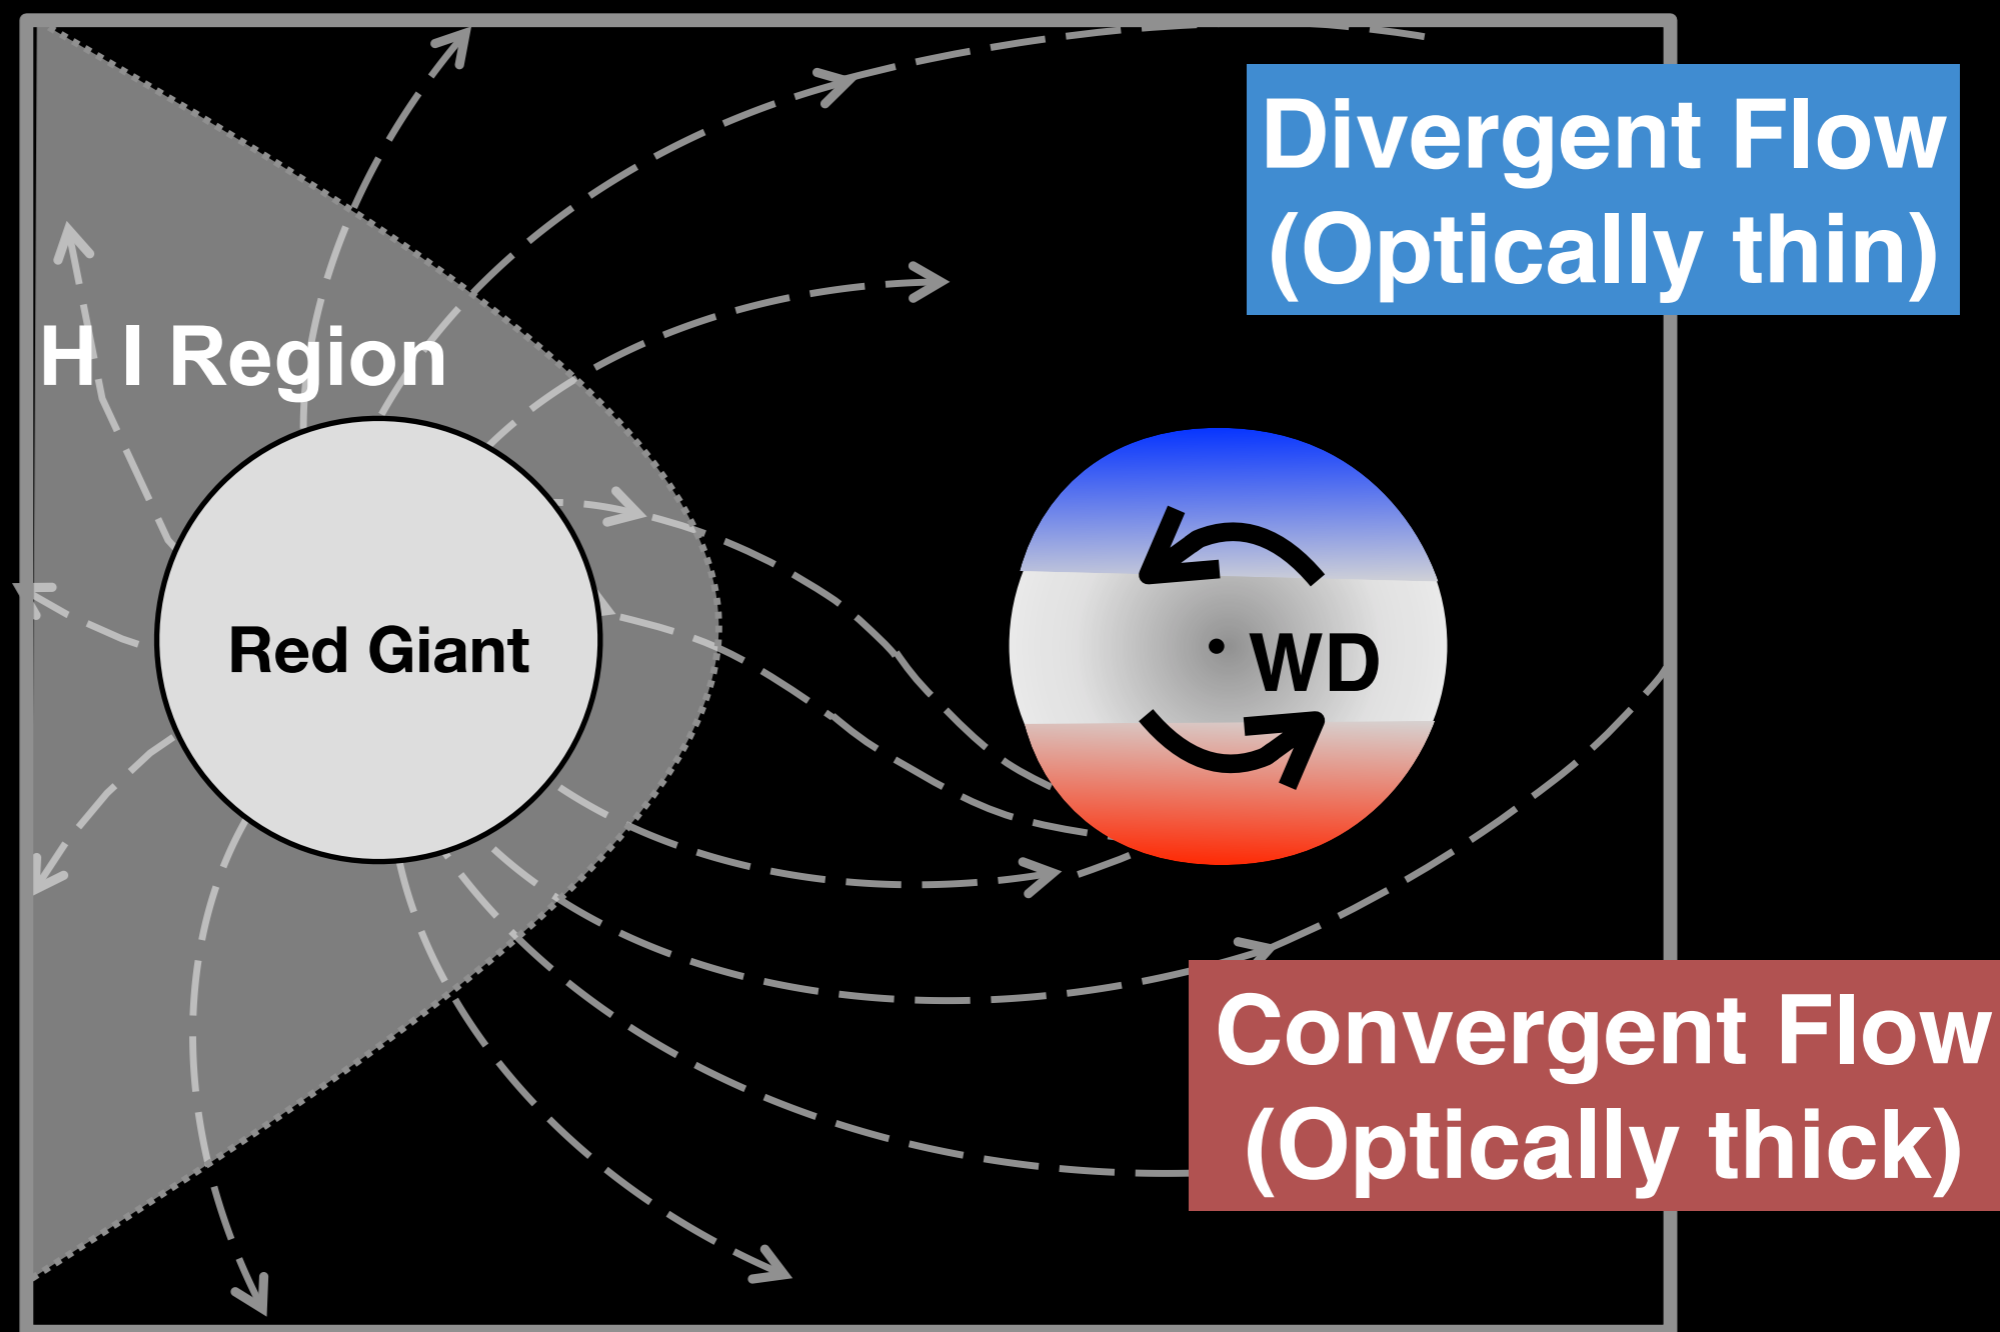 Divergent Flow
(Optically thin)
H I Region
Red Giant
WD
Convergent Flow
(Optically thick)